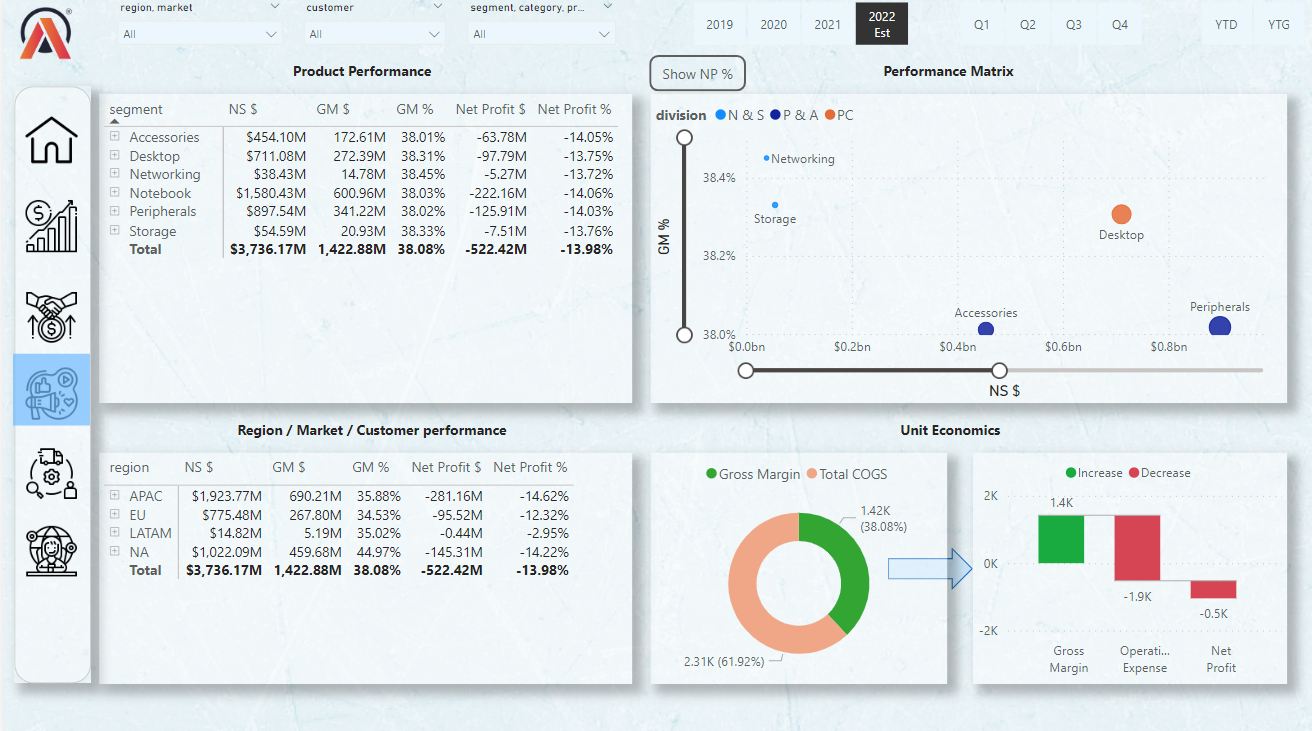 region, market
customer
segment, category, pr...
All
All
All
2019
2020
2021
2022
Est
Q1
Q2
Q3
Q4
YTD
YTG
Product Performance
segment NS $ GM $ GM % Net Profit $ Net Profit %
Accessories $454.10M 172.61M 38.01% -63.78M -14.05%
Desktop $711.08M 272.39M 38.31% -97.79M -13.75%
Networking $38.43M 14.78M 38.45% -5.27M -13.72%
Notebook $1,580.43M 600.96M 38.03% -222.16M -14.06%
Peripherals $897.54M 341.22M 38.02% -125.91M -14.03%
Storage $54.59M 20.93M 38.33% -7.51M -13.76%
Total $3,736.17M 1,422.88M 38.08% -522.42M -13.98%
Show NP %
Performance Matrix
division N & S P & A PC
GM %
38.4%
38.2%
38.0%
Networking
Storage
Desktop
Accessories
Peripherals
$0.0bn $0.2bn $0.4bn $0.6bn $0.8bn
NS $
Region / Market / Customer performance
region NS $ GM $ GM % Net Profit $ Net Profit %
APAC $1,923.77M 690.21M 35.88% -281.16M -14.62%
EU $775.48M 267.80M 34.53% -95.52M -12.32%
LATAM $14.82M 5.19M 35.02% -0.44M -2.95%
NA $1,022.09M 459.68M 44.97% -145.31M -14.22%
Total $3,736.17M 1,422.88M 38.08% -522.42M -13.98%
Unit Economics
Gross Margin Total COGS
1.42K
(38.08%)
2.31K (61.92%)
Increase Decrease
2K
0K
-2K
1.4K
-1.9K
-0.5K
Gross
Margin
Operati...
Expense
Net
Profit